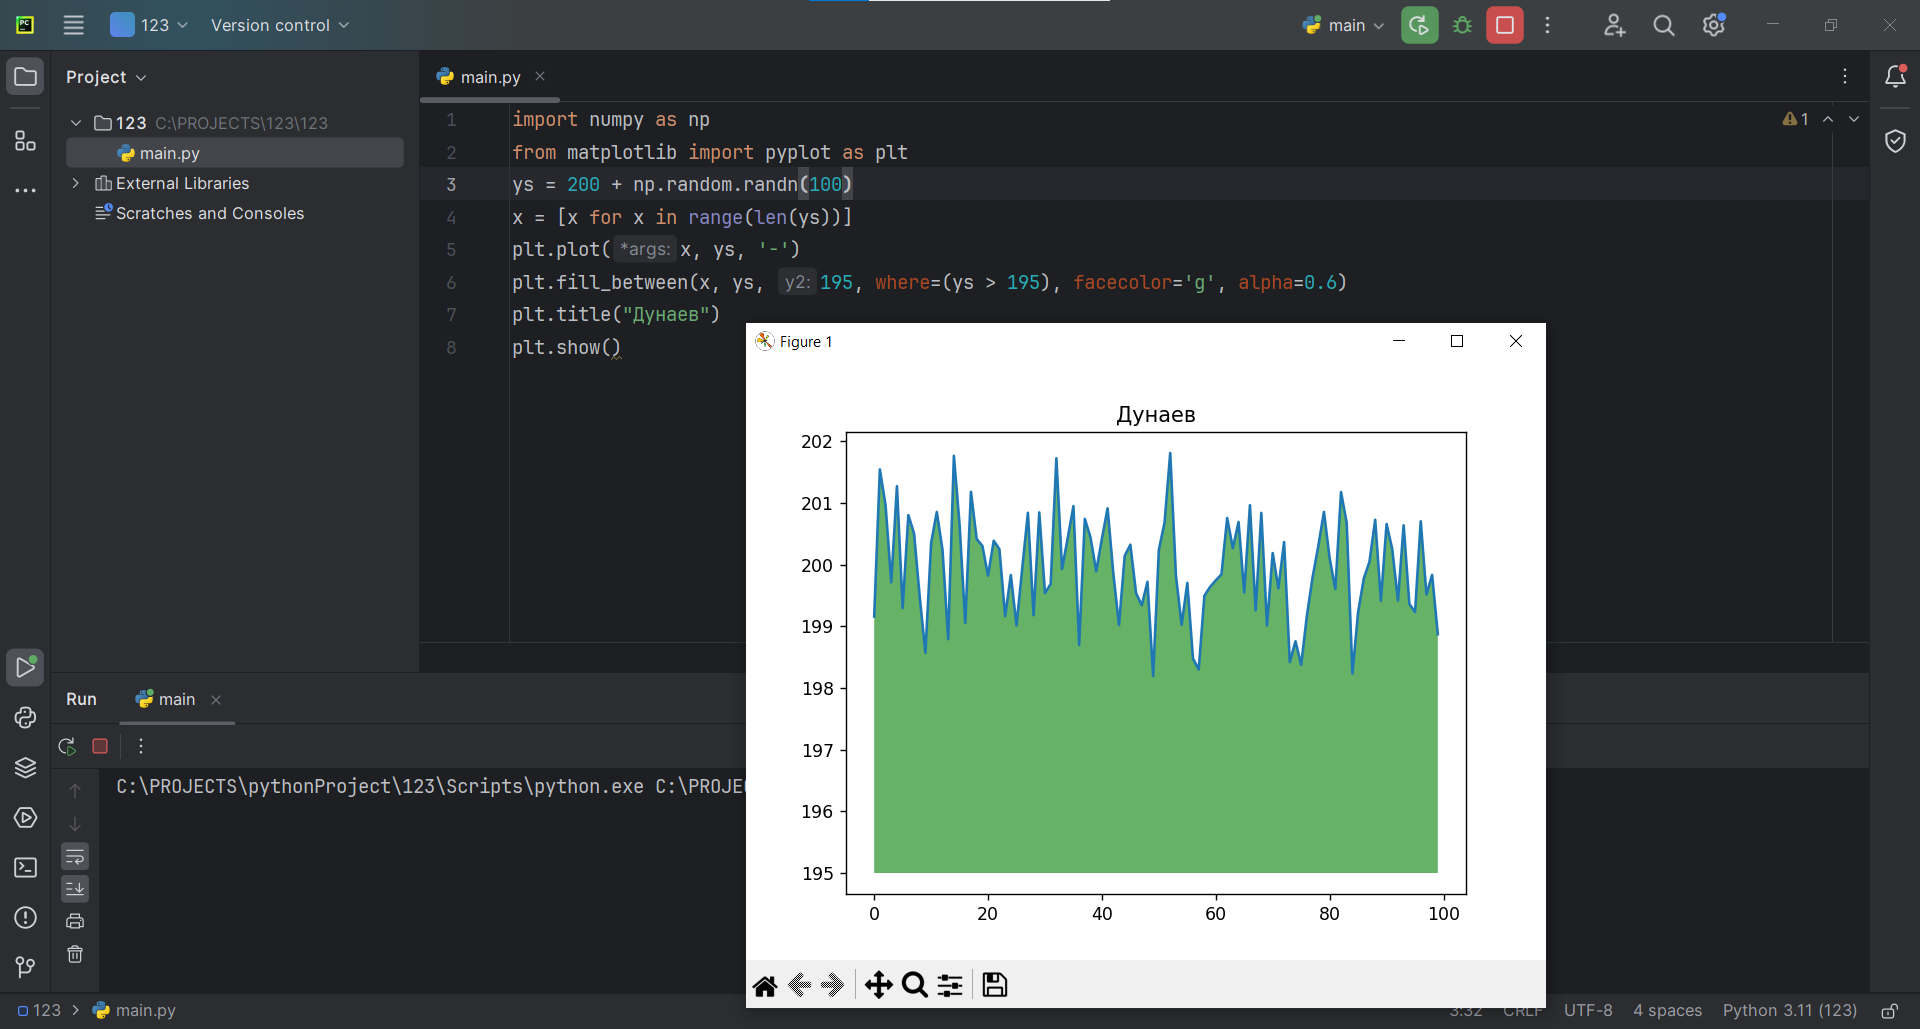 123
Version control
main
Project
main.py
123 C:\PROJECTS\123\123
main.py
External Libraries
Scratches and Consoles
1 import numpy as np
2 from matplotlib import pyplot as plt
3 ys = 200 + np.random.randn(100)
4 x = [x for x in range(len(ys))]
5 plt.plot( *args: x, ys, '-')
6 plt.fill_between(x, ys, y2: 195, where=(ys > 195), facecolor='g', alpha=0.6)
7 plt.title("Дунаев")
8 plt.show()
1
Figure 1
Дунаев
202
201
200
199
198
197
196
195
0 20 40 60 80 100
Run
main
C:\PROJECTS\pythonProject\123\Scripts\python.exe C:\PROJE
123 > main.py
3:32 CRLF UTF-8 4 spaces Python 3.11 (123)